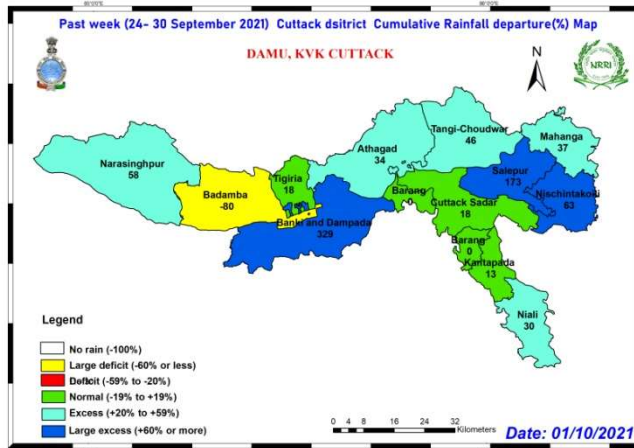 Past week (24- 30 September 2021) Cuttack dsitrict Cumulative Rainfall departure(%) Map
DAMU, KVK CUTTACK
N
NRRI
Tangi-Choudwar
46
Mahanga
37
Athagad
34
Narasinghpur
58
Salepur
173
Tigiria
18
Badamba
-80
Barang
0
Nischintakoili
63
Cuttack Sadar
18
Banki and Dampada
329
Barang
0
Kantapada
13
Niali
30
Legend
No rain (-100%)
Large deficit (-60% or less)
Deficit (-59% to -20%)
Normal (-19% to +19%)
Excess (+20% to +59%)
Large excess (+60% or more)
0 4 8 16 24 32
Kilometers
Date: 01/10/2021